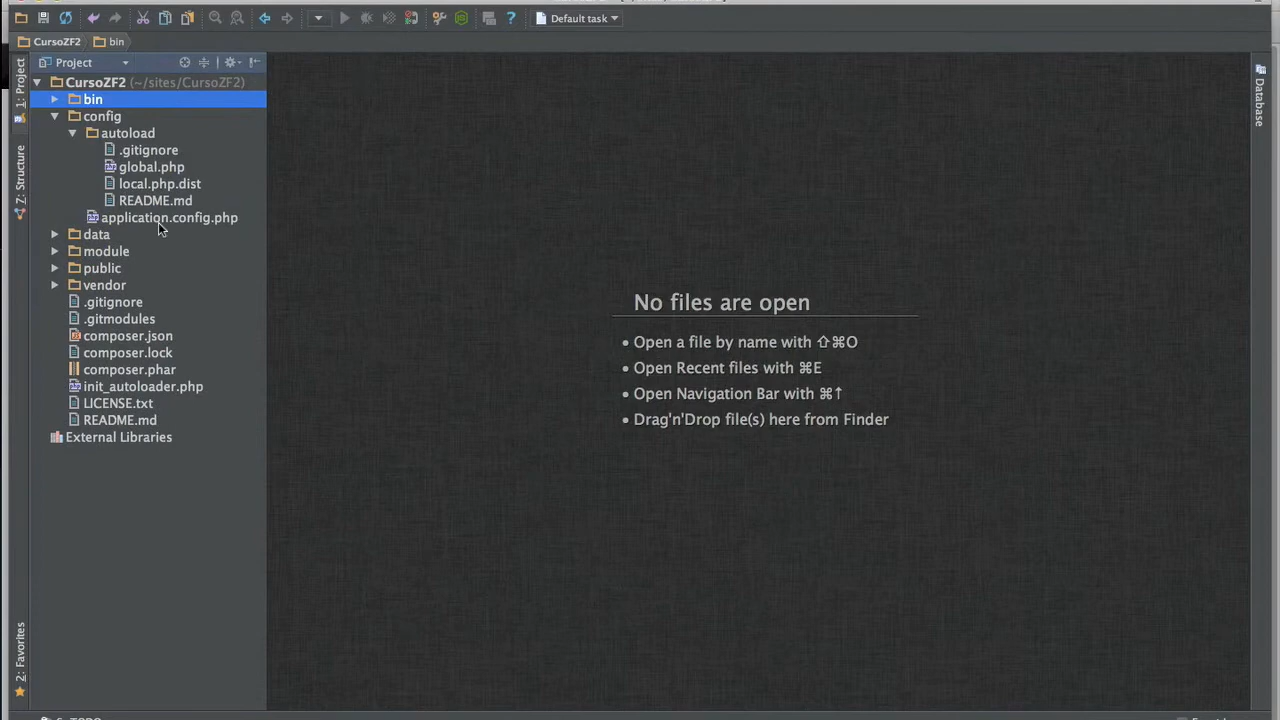 Default task
CursoZF2 bin
Project
CursoZF2 (~/sites/CursoZF2)
bin
config
autoload
.gitignore
global.php
local.php.dist
README.md
application.config.php
data
module
public
vendor
.gitignore
.gitmodules
composer.json
composer.lock
composer.phar
init_autoloader.php
LICENSE.txt
README.md
External Libraries
1: Project
Z: Structure
2: Favorites
No files are open
• Open a file by name with ⇧⌘O
• Open Recent files with ⌘E
• Open Navigation Bar with ⌘↑
• Drag'n'Drop file(s) here from Finder
Database